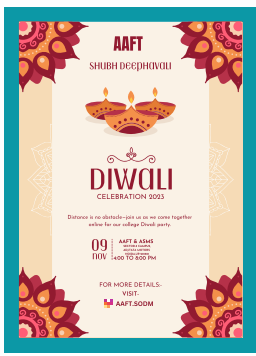 AAFT
SHUBH DEEPHAVALI
DIWALI
CELEBRATION 2023
Distance is no obstacle—join us as we come together
online for our college Diwali party.
09
NOV
AAFT & ASMS
4:00 TO 8:00 PM
FOR MORE DETAILS:-
VISIT-
AAFT.SODM